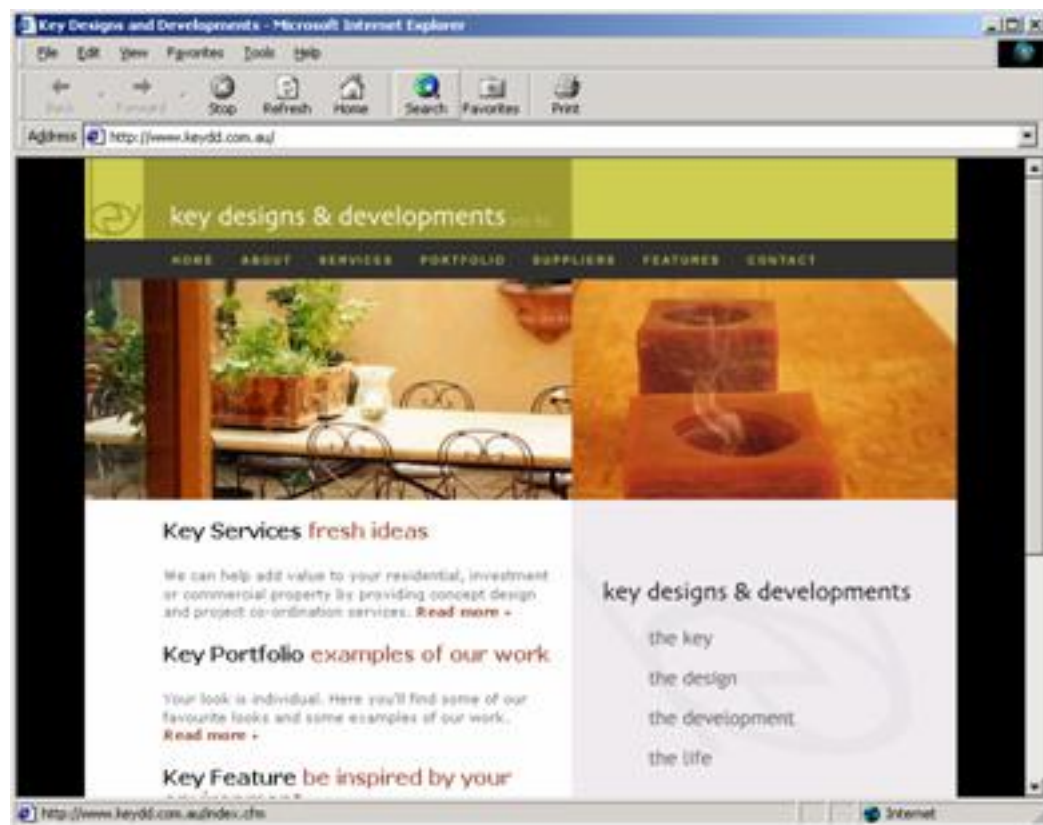 Key Designs and Developments - Microsoft Internet Explorer
File Edit View Favorites Tools Help
Back Forward Stop Refresh Home Search Favorites Print
Address http://www.keydd.com.au/
key designs & developments
HOME ABOUT SERVICES PORTFOLIO SUPPLIERS FEATURES CONTACT
Key Services fresh ideas
We can help add value to your residential, investment
or commercial property by providing concept design
and project co-ordination services. Read more
Key Portfolio examples of our work
Your look is individual. Here you'll find some of our
favourite looks and some examples of our work.
Read more
Key Feature be inspired by your
key designs & developments
the key
the design
the development
the life
http://www.keydd.com.au/index.cfm Internet